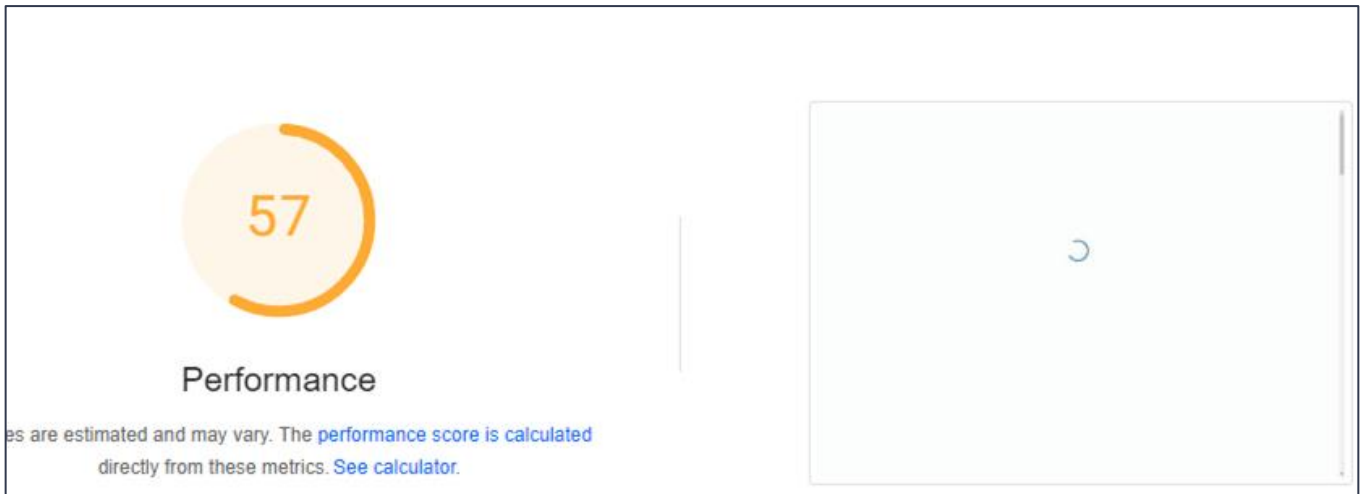 57
Performance
es are estimated and may vary. The performance score is calculated
directly from these metrics. See calculator.